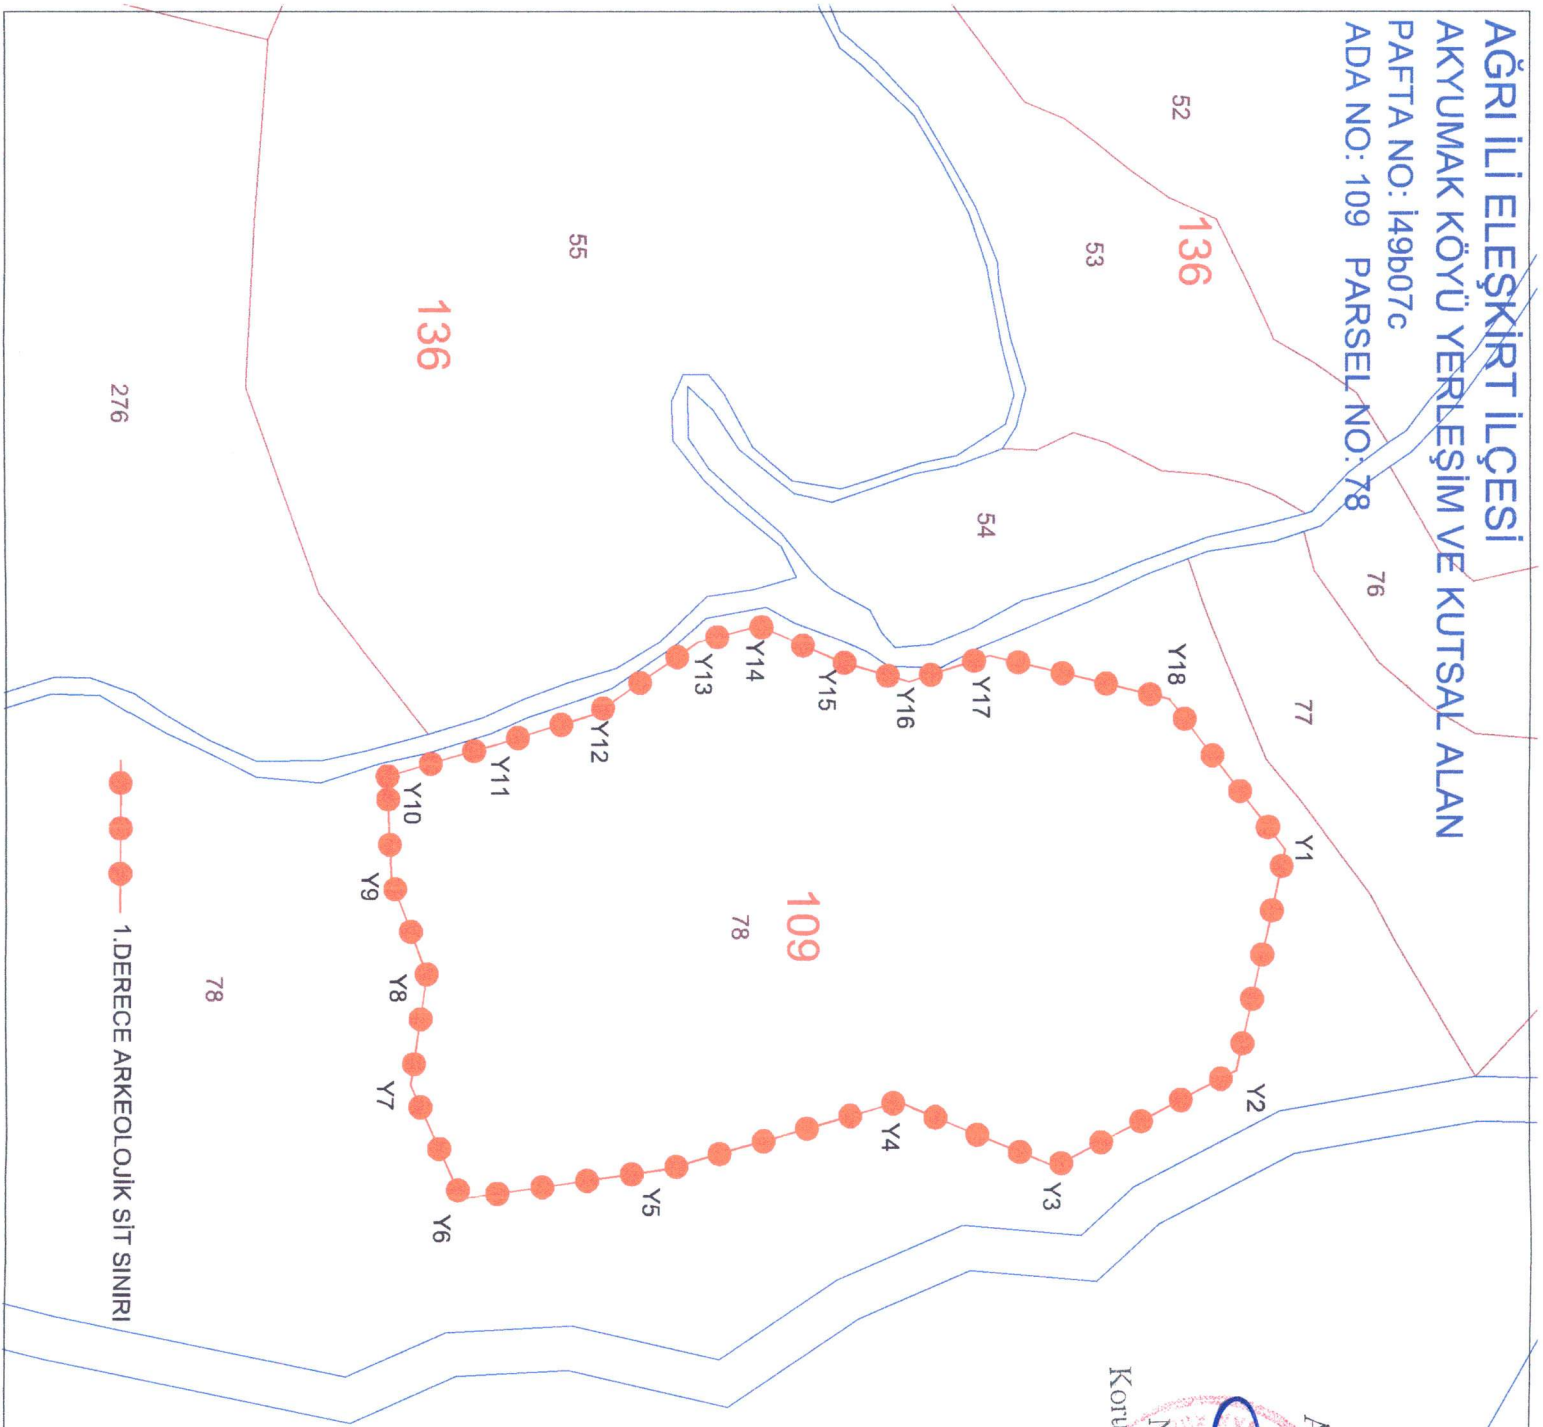 AĞRI İLİ ELEŞKİRT İLÇESİ
AKYUMAK KÖYÜ YERLEŞİM VE KUTSAL ALAN
PAFTA NO: İ49b07c
ADA NO: 109 PARSEL NO: 78
52
136
53
76
77
54
55
136
276
Y18
Y1
Y17
Y16
Y15
Y14
Y13
Y12
Y11
Y10
Y9
Y8
Y7
Y6
Y5
Y4
Y3
Y2
109
78
78
1.DERECE ARKEOLOJİK SİT SINIRI
Koru